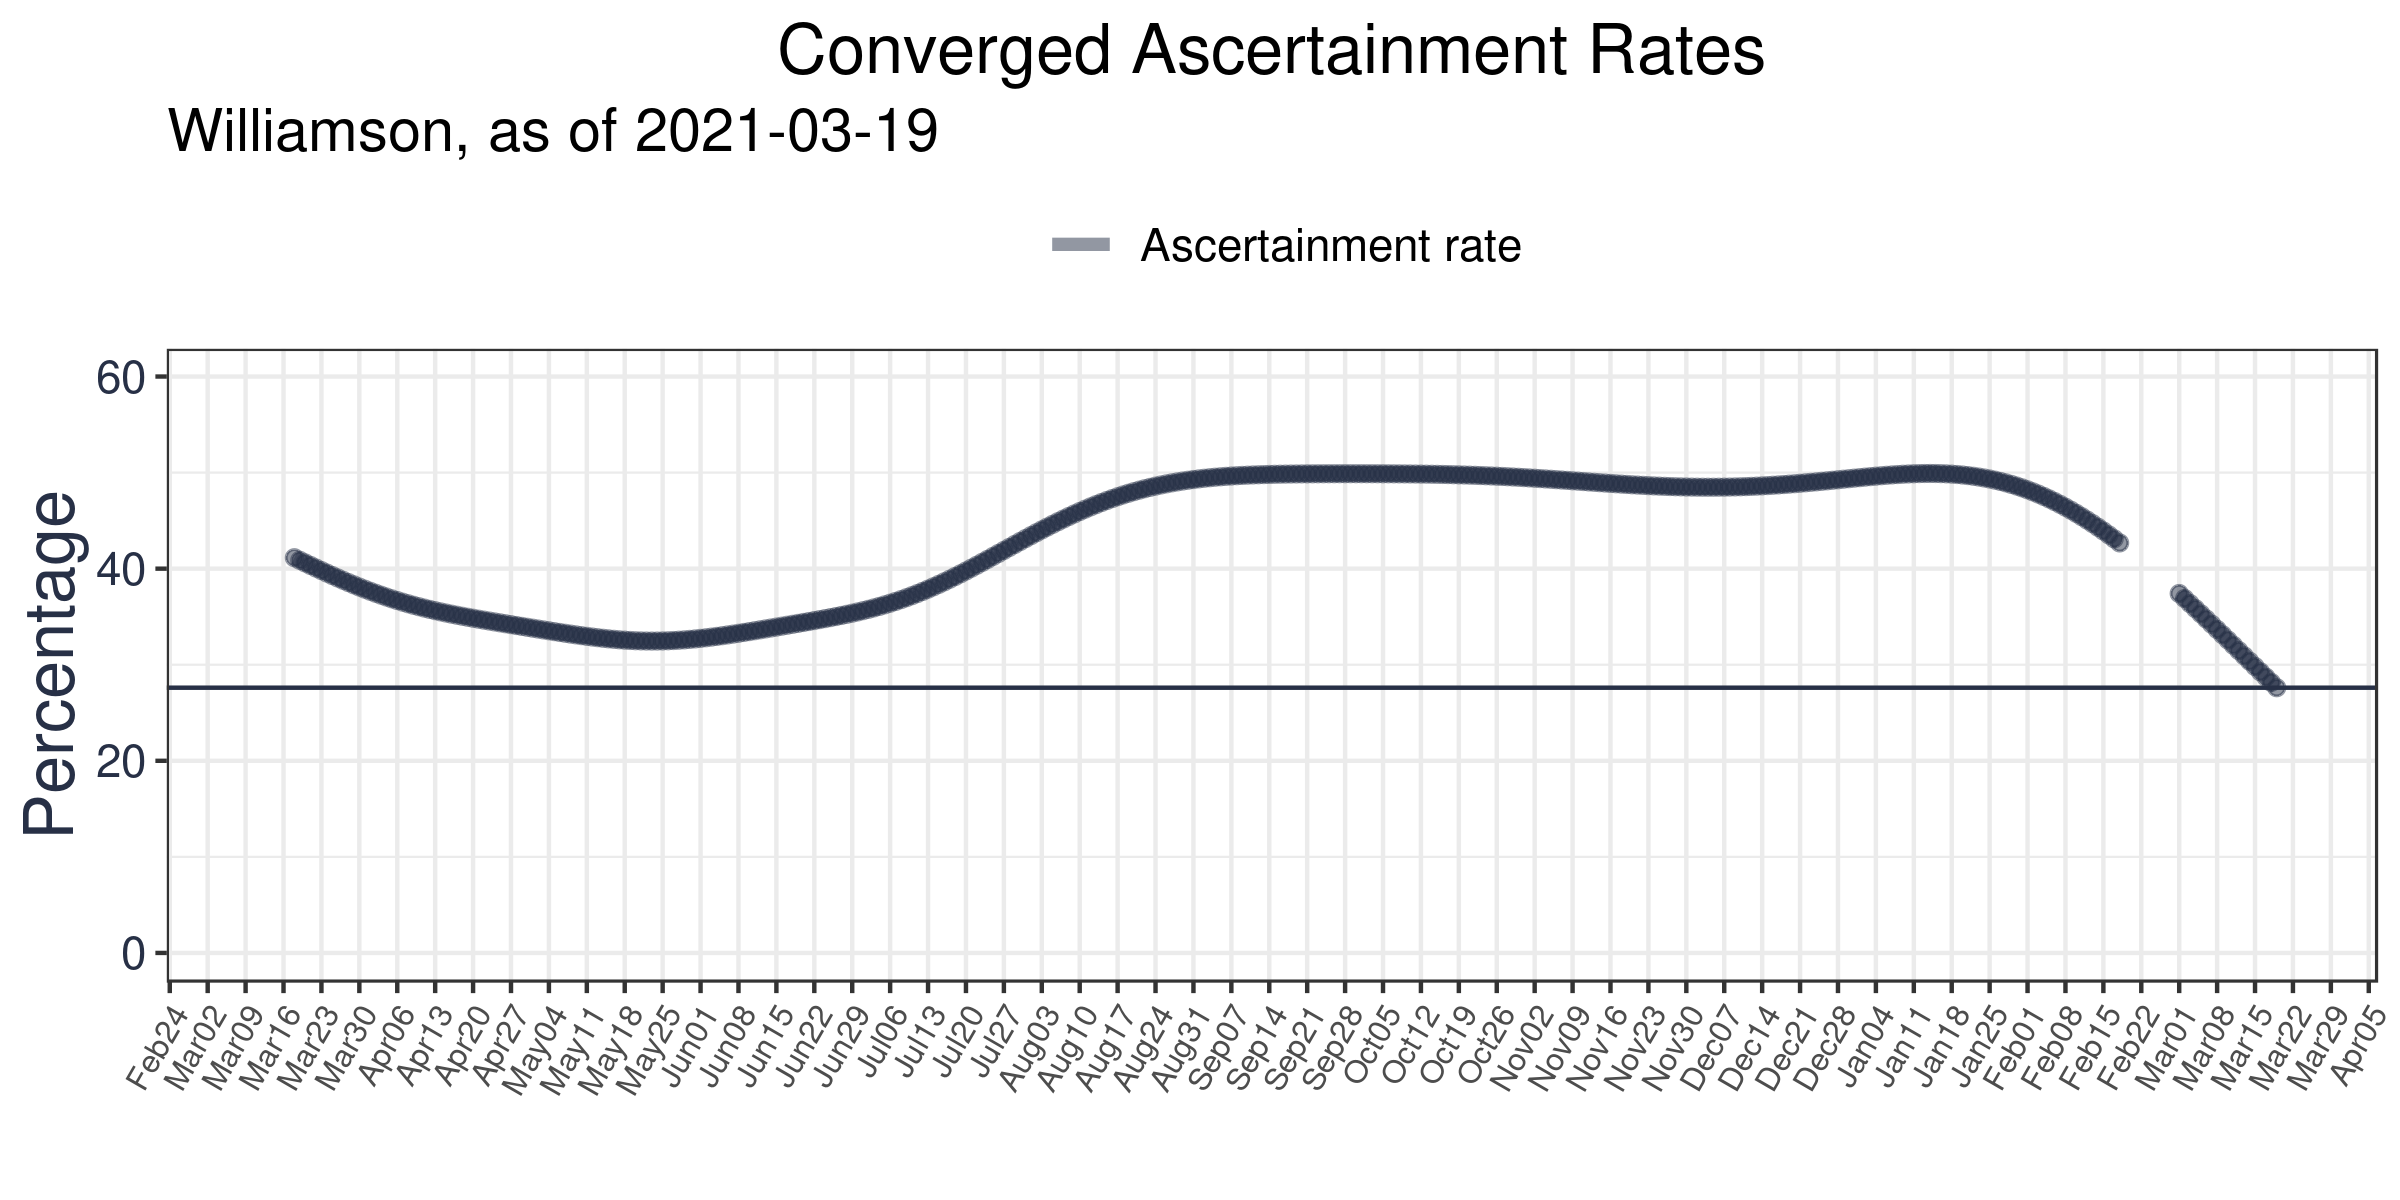 Converged Ascertainment Rates
Williamson, as of 2021-03-19
Ascertainment rate
Percentage
60
40
20
0
Feb24 Mar02 Mar09 Mar16 Mar23 Mar30 Apr06 Apr13 Apr20 Apr27 May04 May11 May18 May25 Jun01 Jun08 Jun15 Jun22 Jun29 Jul06 Jul13 Jul20 Jul27 Aug03 Aug10 Aug17 Aug24 Aug31 Sep07 Sep14 Sep21 Sep28 Oct05 Oct12 Oct19 Oct26 Nov02 Nov09 Nov16 Nov23 Nov30 Dec07 Dec14 Dec21 Dec28 Jan04 Jan11 Jan18 Jan25 Feb01 Feb08 Feb15 Feb22 Mar01 Mar08 Mar15 Mar22 Mar29 Apr05